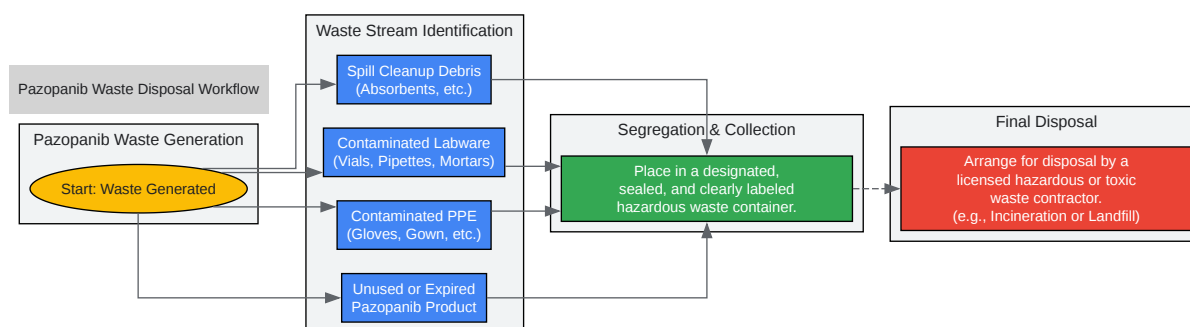 Pazopanib Waste Disposal Workflow
Pazopanib Waste Generation
Start: Waste Generated
Waste Stream Identification
Spill Cleanup Debris
(Absorbents, etc.)
Contaminated Labware
(Vials, Pipettes, Mortars)
Contaminated PPE
(Gloves, Gown, etc.)
Unused or Expired
Pazopanib Product
Segregation & Collection
Place in a designated,
sealed, and clearly labeled
hazardous waste container.
Final Disposal
Arrange for disposal by a
licensed hazardous or toxic
waste contractor.
(e.g., Incineration or Landfill)